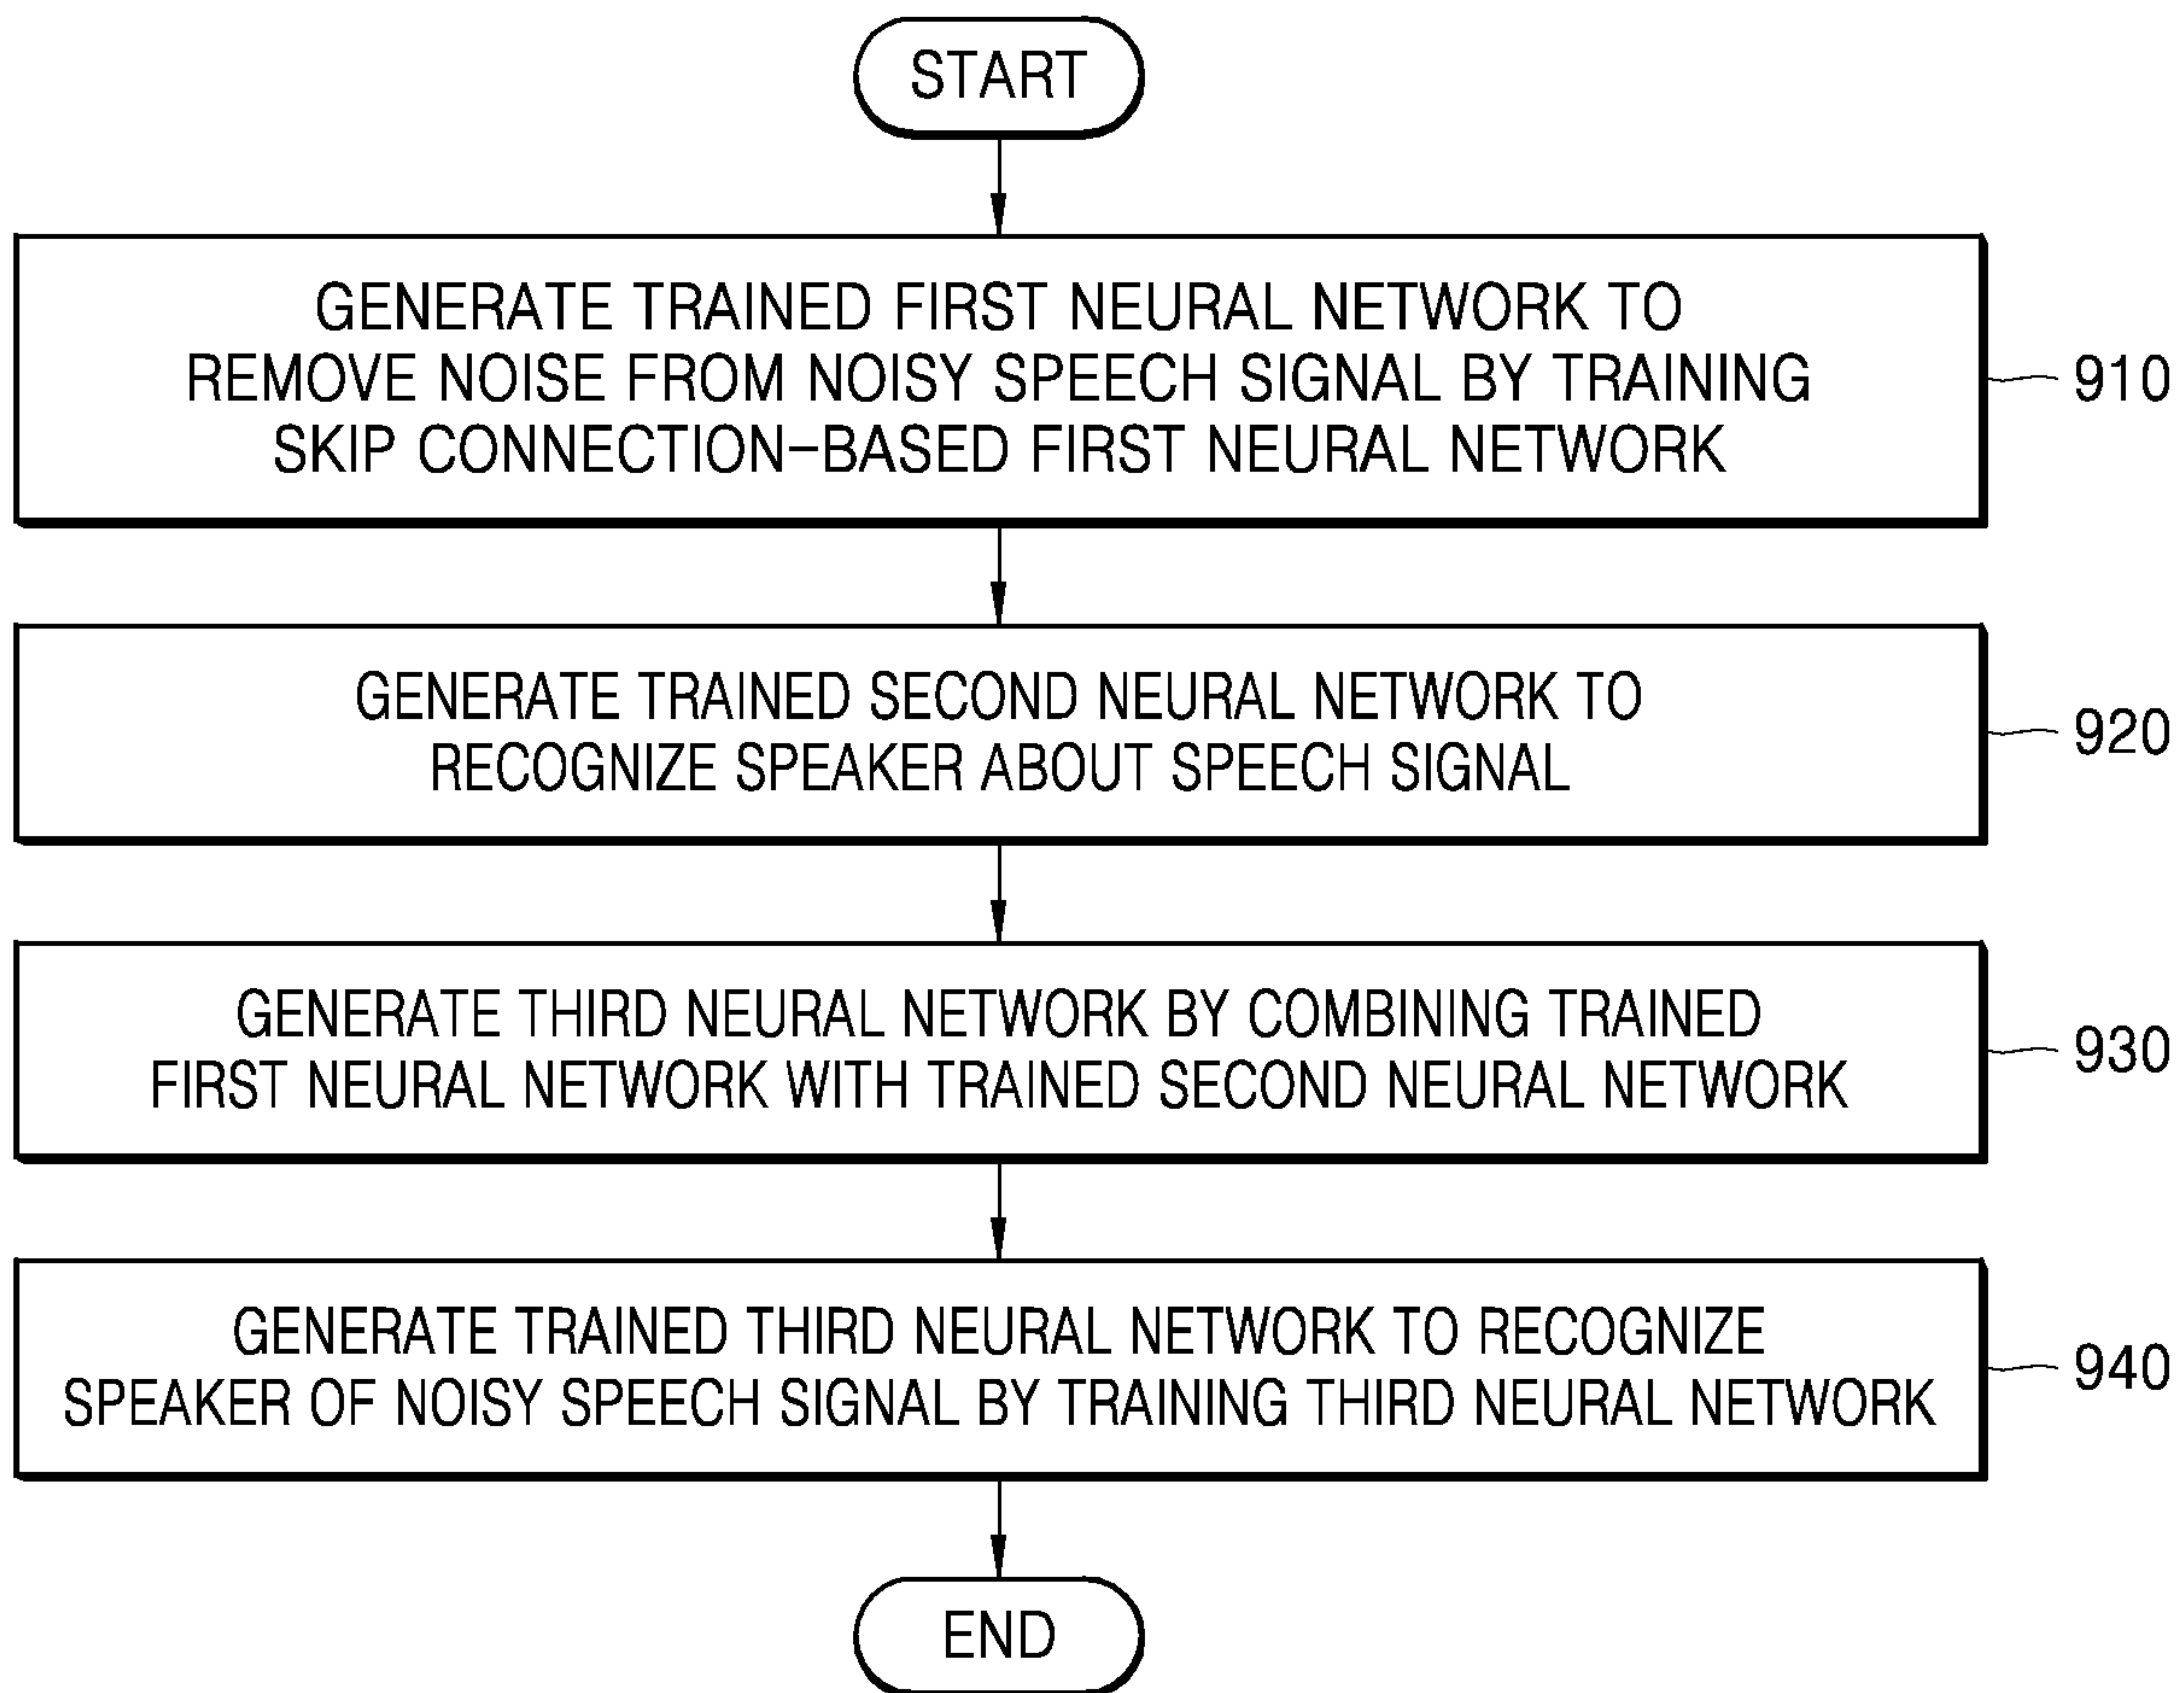 START
GENERATE TRAINED FIRST NEURAL NETWORK TO
REMOVE NOISE FROM NOISY SPEECH SIGNAL BY TRAINING
SKIP CONNECTION-BASED FIRST NEURAL NETWORK
910
GENERATE TRAINED SECOND NEURAL NETWORK TO
RECOGNIZE SPEAKER ABOUT SPEECH SIGNAL
920
GENERATE THIRD NEURAL NETWORK BY COMBINING TRAINED
FIRST NEURAL NETWORK WITH TRAINED SECOND NEURAL NETWORK
930
GENERATE TRAINED THIRD NEURAL NETWORK TO RECOGNIZE
SPEAKER OF NOISY SPEECH SIGNAL BY TRAINING THIRD NEURAL NETWORK
940
END